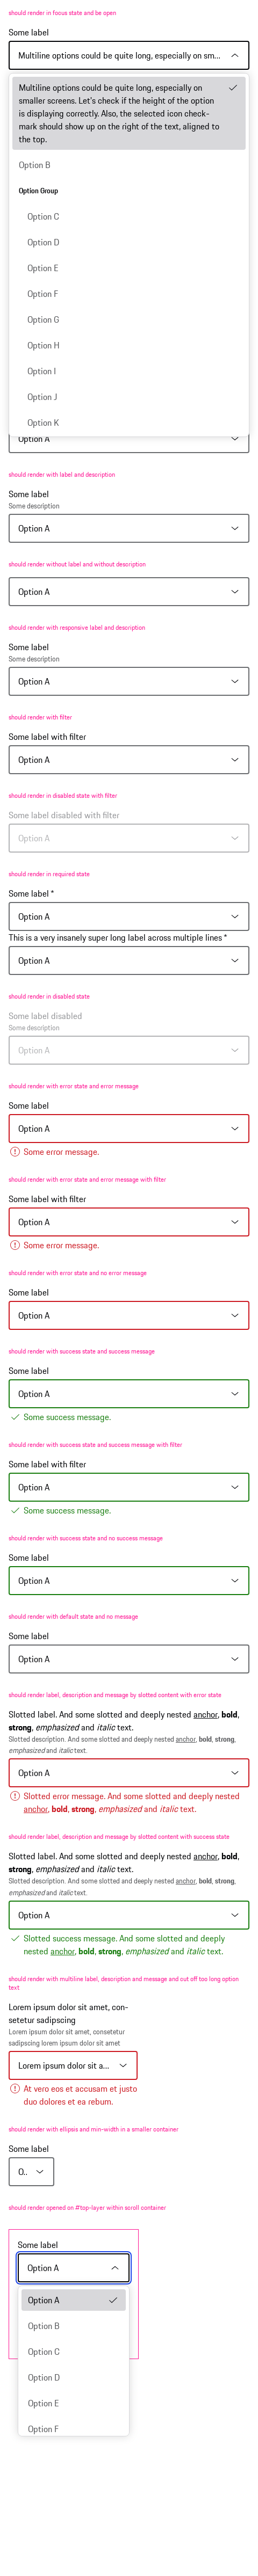 should render in focus state and be open
Some label
Multiline options could be quite long, especially on sm...
Multiline options could be quite long, especially on
smaller screens. Let's check if the height of the option
is displaying correctly. Also, the selected icon check-
mark should show up on the right of the text, aligned to
the top.
Option B
Option Group
Option C
Option D
Option E
Option F
Option G
Option H
Option I
Option J
Option K
Option A
should render with label and description
Some label
Some description
Option A
should render without label and without description
Option A
should render with responsive label and description
Some label
Some description
Option A
should render with filter
Some label with filter
Option A
should render in disabled state with filter
Some label disabled with filter
Option A
should render in required state
Some label *
Option A
This is a very insanely super long label across multiple lines *
Option A
should render in disabled state
Some label disabled
Some description
Option A
should render with error state and error message
Some label
Option A
Some error message.
should render with error state and error message with filter
Some label with filter
Option A
Some error message.
should render with error state and no error message
Some label
Option A
should render with success state and success message
Some label
Option A
Some success message.
should render with success state and success message with filter
Some label with filter
Option A
Some success message.
should render with success state and no success message
Some label
Option A
should render with default state and no message
Some label
Option A
should render label, description and message by slotted content with error state
Slotted label. And some slotted and deeply nested anchor, bold,
strong, emphasized and italic text.
Slotted description. And some slotted and deeply nested anchor, bold, strong,
emphasized and italic text.
Option A
Slotted error message. And some slotted and deeply nested
anchor, bold, strong, emphasized and italic text.
should render label, description and message by slotted content with success state
Slotted label. And some slotted and deeply nested anchor, bold,
strong, emphasized and italic text.
Slotted description. And some slotted and deeply nested anchor, bold, strong,
emphasized and italic text.
Option A
Slotted success message. And some slotted and deeply
nested anchor, bold, strong, emphasized and italic text.
should render with multiline label, description and message and cut off too long option
text
Lorem ipsum dolor sit amet, con-
setetur sadipscing
Lorem ipsum dolor sit amet, consetetur
sadipscing lorem ipsum dolor sit amet
Lorem ipsum dolor sit a...
At vero eos et accusam et justo
duo dolores et ea rebum.
should render with ellipsis and min-width in a smaller container
Some label
O...
should render opened on #top-layer within scroll container
Some label
Option A
Option A
Option B
Option C
Option D
Option E
Option F